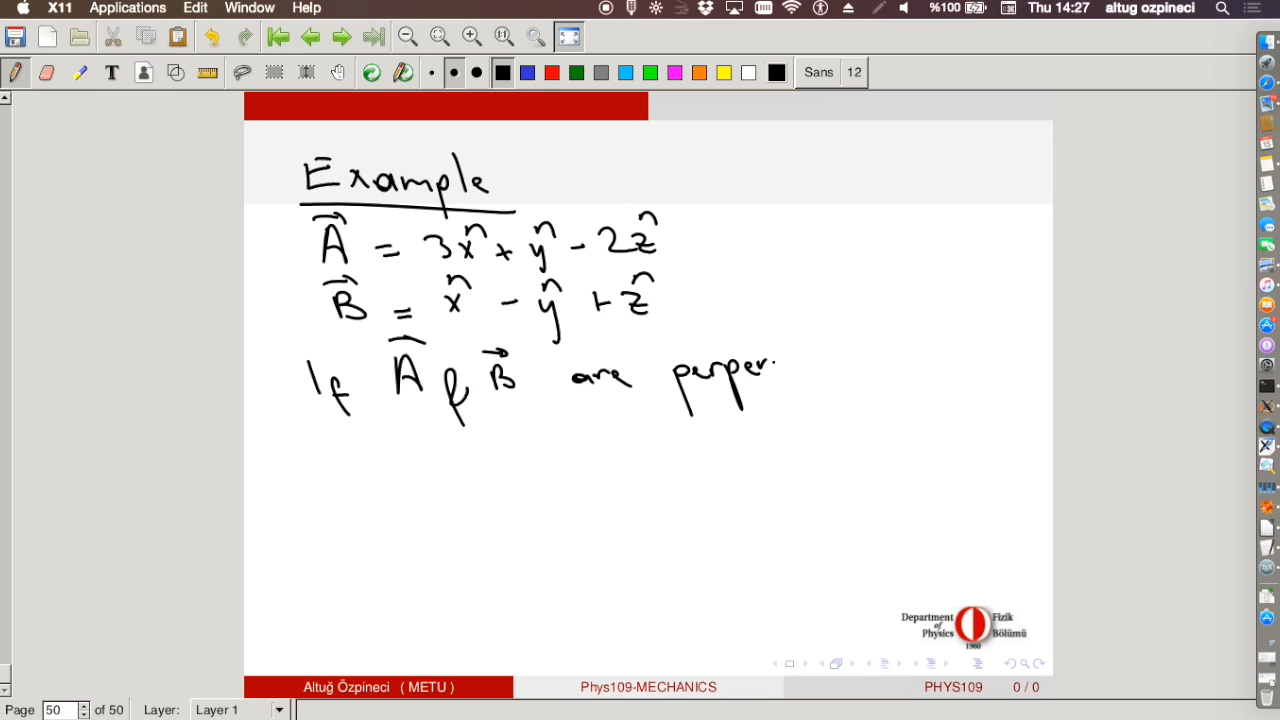 X11 Applications Edit Window Help %100 Thu 14:27 altug ozpineci
Sans 12
Example
A⃗ = 3x̂ + ŷ - 2ẑ
B⃗ = x̂ - ŷ + ẑ
If A⃗ & B⃗ are perper
Department of Physics Fizik Bölümü
1960
Altuğ Özpineci ( METU ) Phys109-MECHANICS PHYS109 0 / 0
Page 50 of 50 Layer: Layer 1